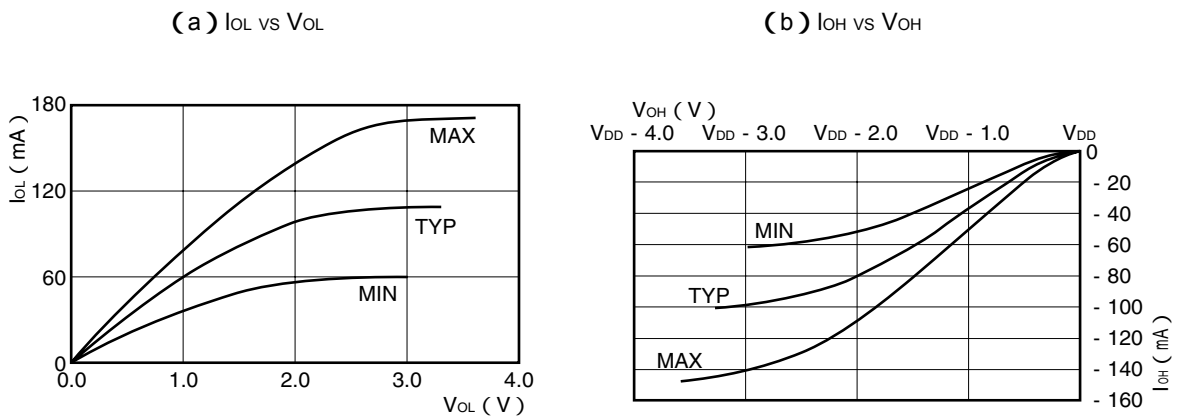 (a) IOL VS VOL
180
120
60
0
IOL (mA)
MAX
TYP
MIN
0.0 1.0 2.0 3.0 4.0
VOL (V)
(b) IOH VS VOH
VOH (V)
VDD - 4.0 VDD - 3.0 VDD - 2.0 VDD - 1.0 VDD
0
- 20
- 40
- 60
- 80
- 100
- 120
- 140
- 160
IOH (mA)
MIN
TYP
MAX